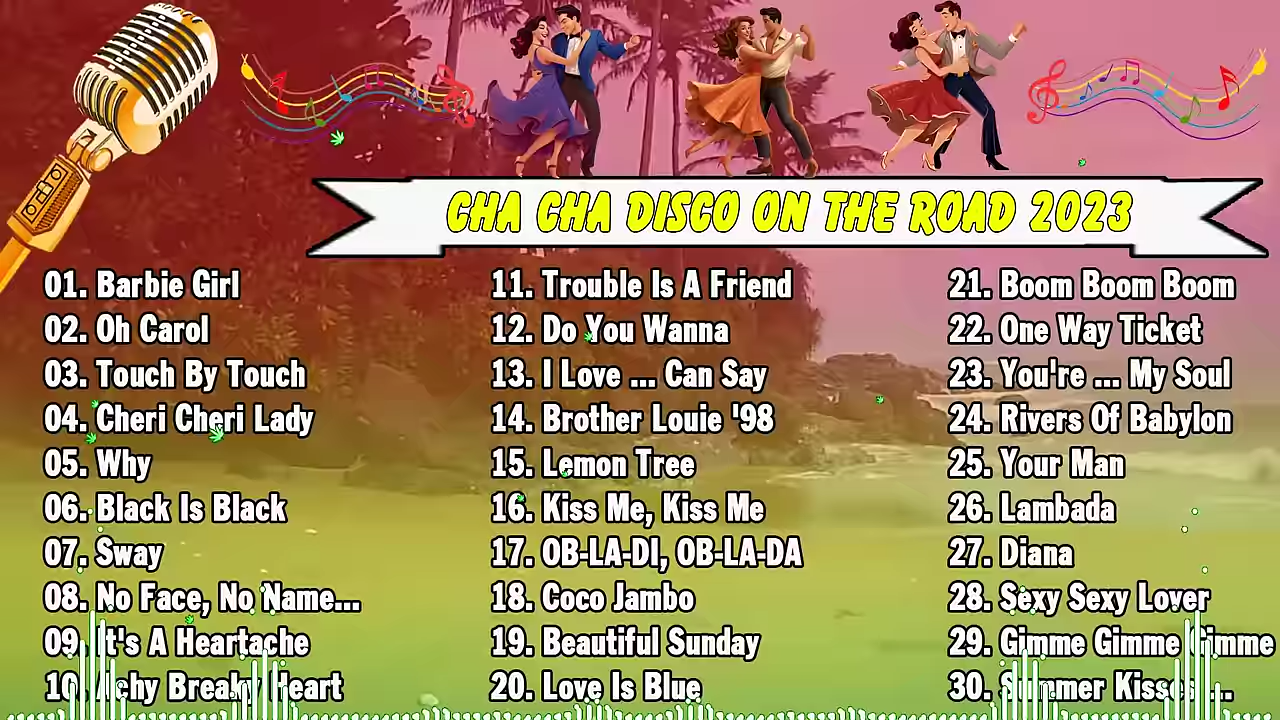 CHA CHA DISCO ON THE ROAD 2023
01. Barbie Girl
02. Oh Carol
03. Touch By Touch
04. Cheri Cheri Lady
05. Why
06. Black Is Black
07. Sway
08. No Face, No Name...
09. It's A Heartache
10. Achy Breaky Heart
11. Trouble Is A Friend
12. Do You Wanna
13. I Love ... Can Say
14. Brother Louie '98
15. Lemon Tree
16. Kiss Me, Kiss Me
17. OB-LA-DI, OB-LA-DA
18. Coco Jambo
19. Beautiful Sunday
20. Love Is Blue
21. Boom Boom Boom
22. One Way Ticket
23. You're ... My Soul
24. Rivers Of Babylon
25. Your Man
26. Lambada
27. Diana
28. Sexy Sexy Lover
29. Gimme Gimme Gimme
30. Summer Kisses ...